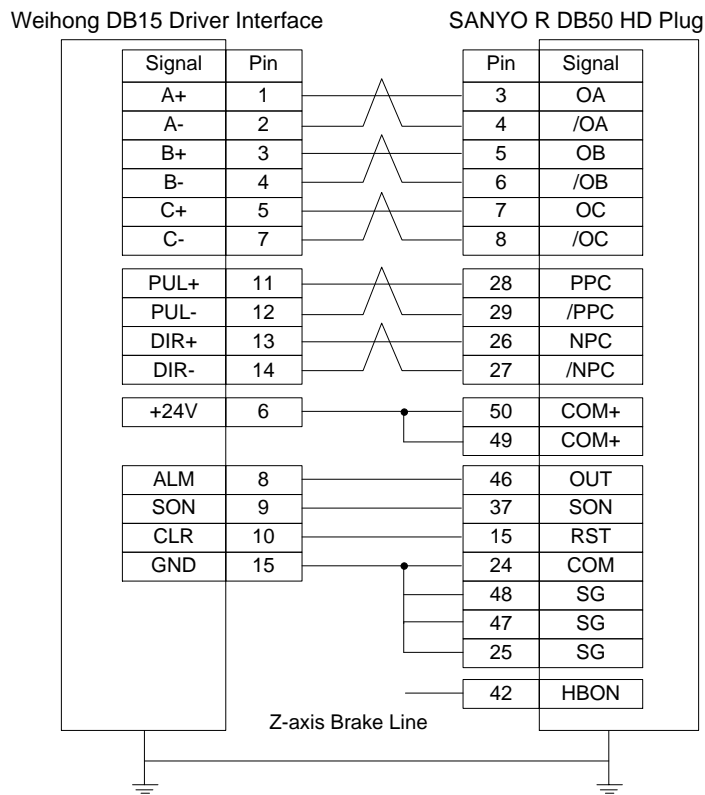 Weihong DB15 Driver Interface SANYO R DB50 HD Plug
Signal Pin Pin Signal
A+ 1 3 OA
A- 2 4 /OA
B+ 3 5 OB
B- 4 6 /OB
C+ 5 7 OC
C- 7 8 /OC
PUL+ 11 28 PPC
PUL- 12 29 /PPC
DIR+ 13 26 NPC
DIR- 14 27 /NPC
+24V 6 50 COM+
49 COM+
ALM 8 46 OUT
SON 9 37 SON
CLR 10 15 RST
GND 15 24 COM
48 SG
47 SG
25 SG
42 HBON
Z-axis Brake Line